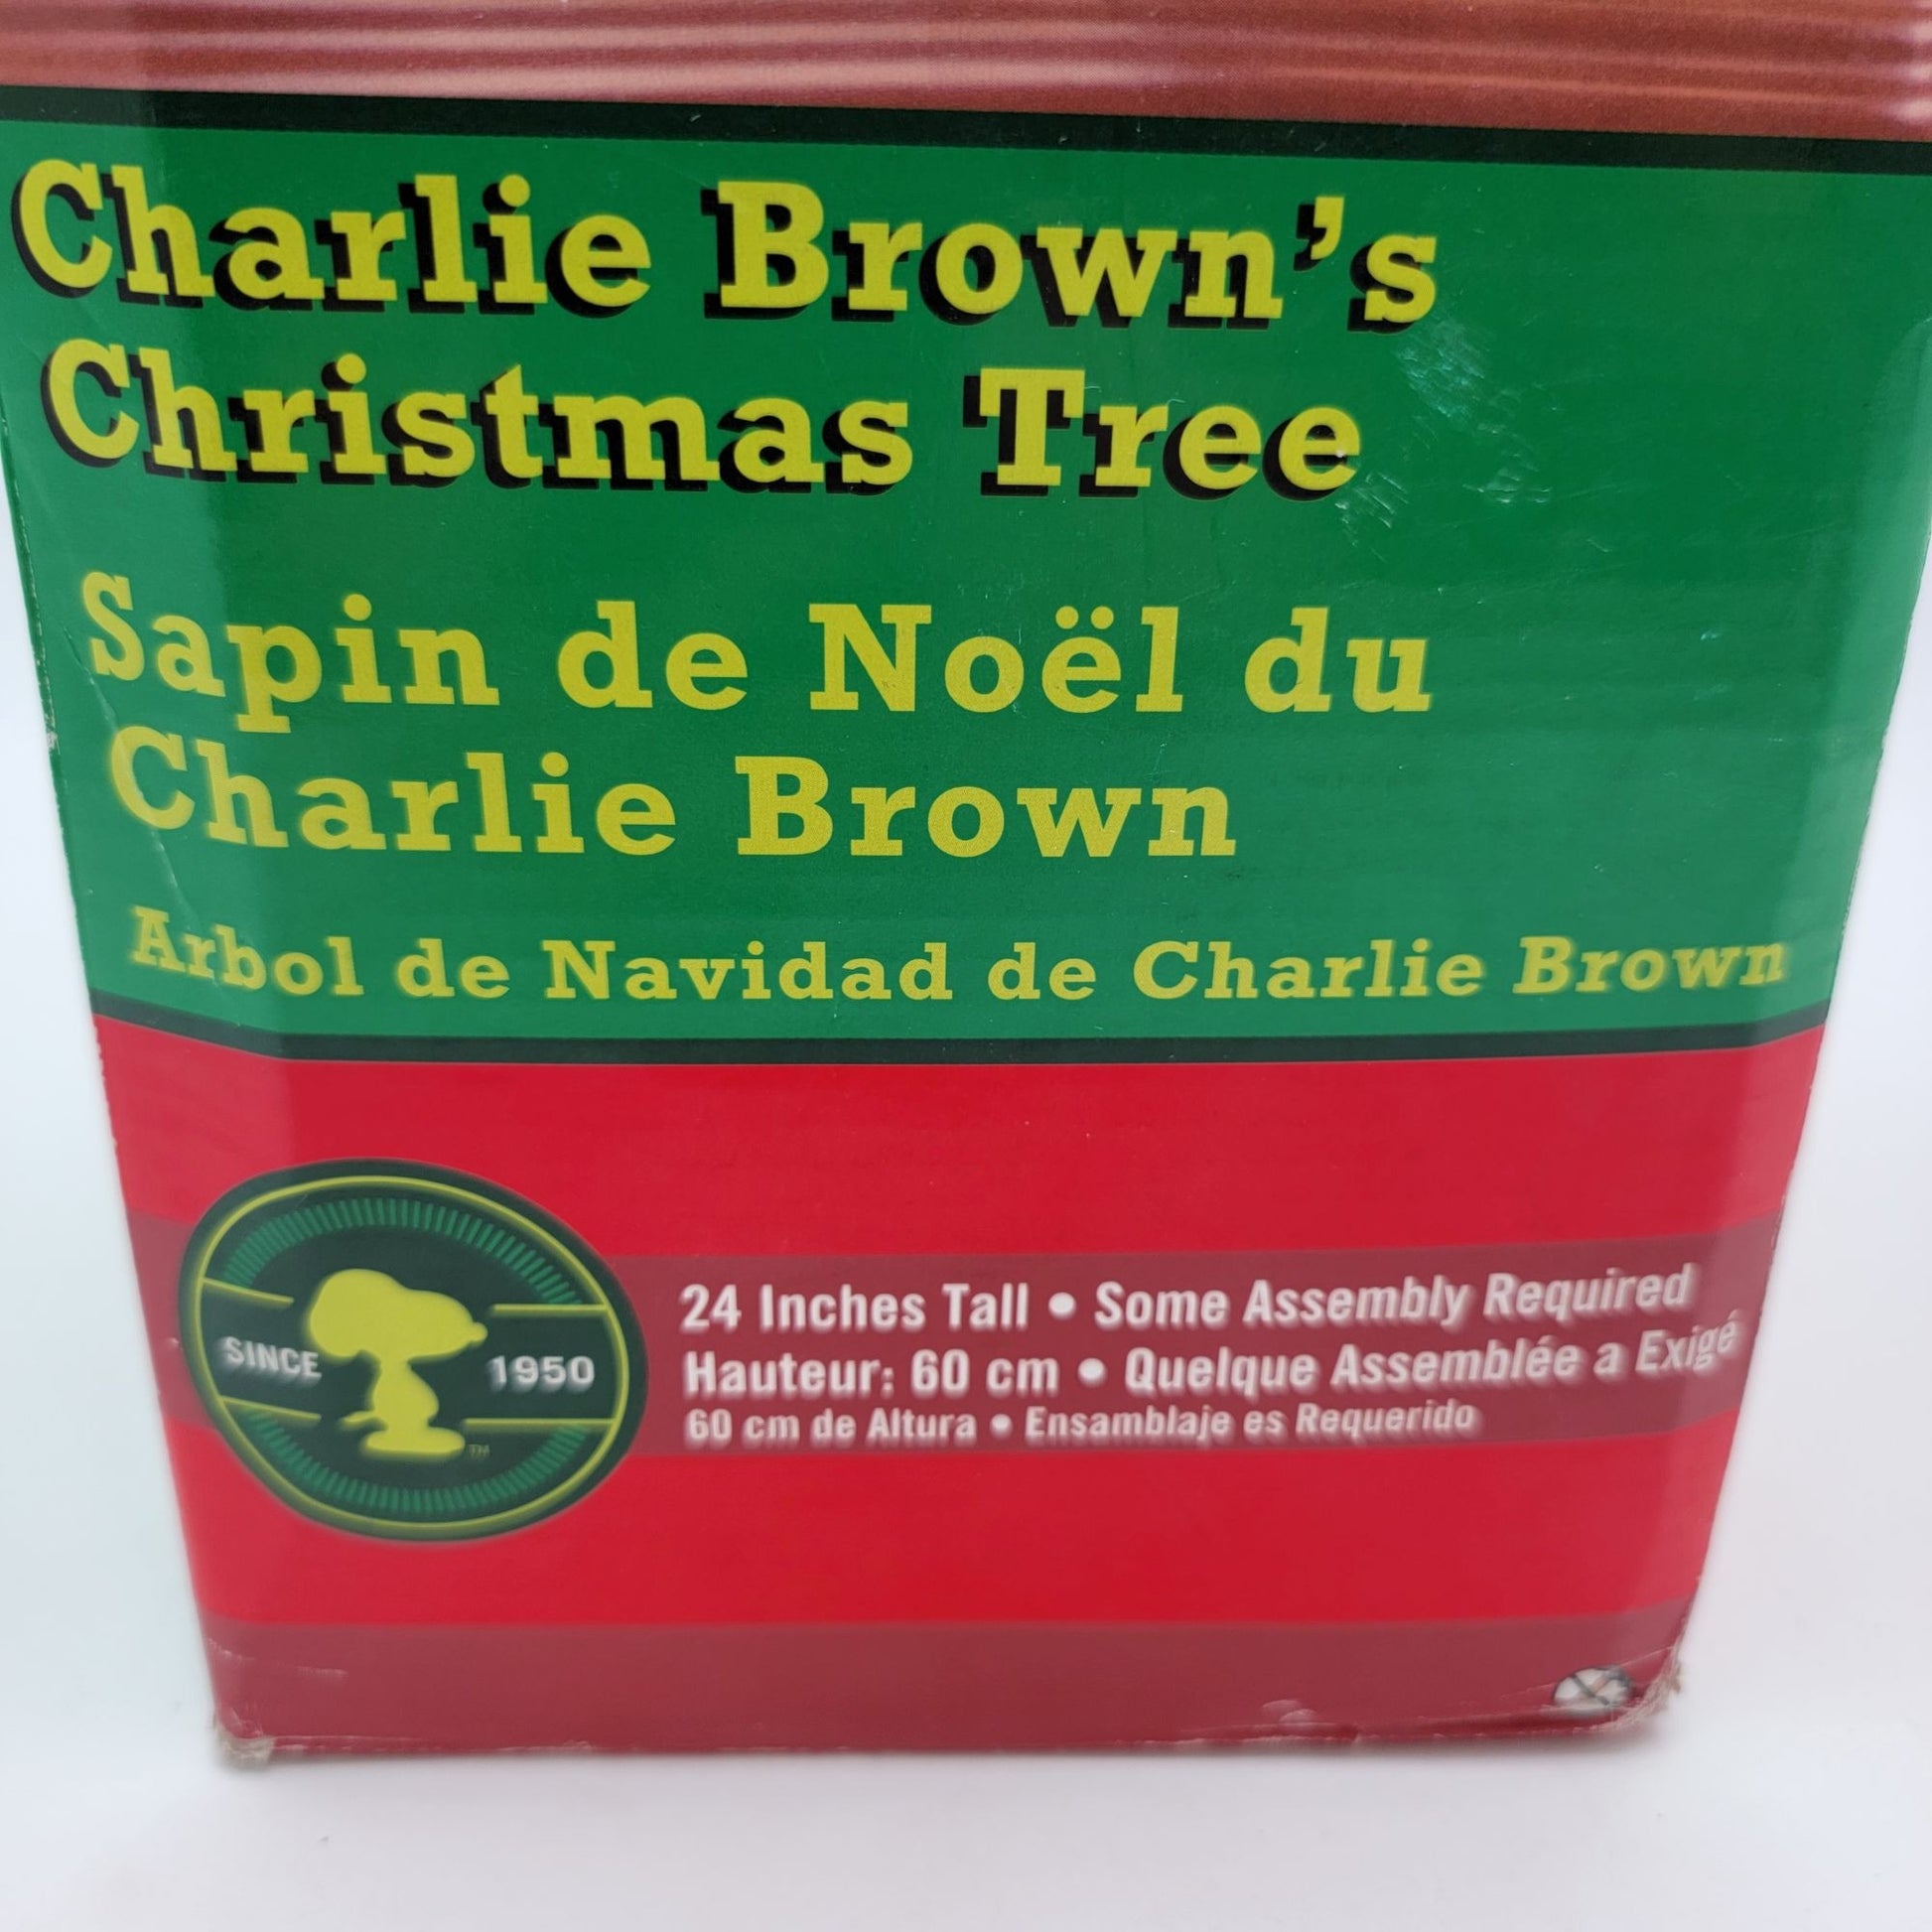 Charlie Brown's
Christmas Tree
Sapin de Noël du
Charlie Brown
Arbol de Navidad de Charlie Brown
SINCE 1950
TM
24 Inches Tall • Some Assembly Required
Hauteur: 60 cm • Quelque Assemblée a Exigé
60 cm de Altura • Ensamblaje es Requerido